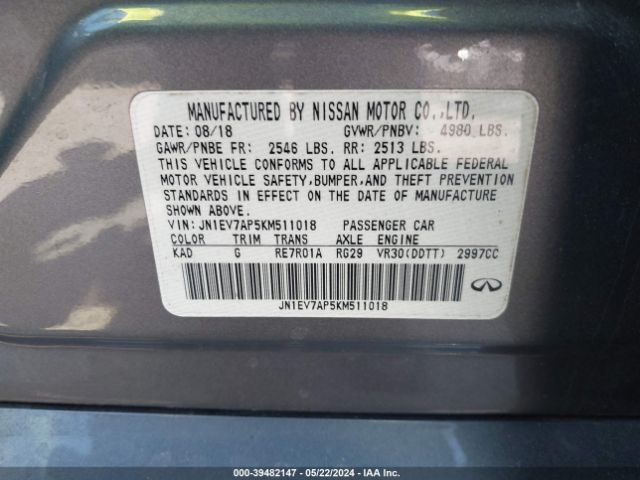 MANUFACTURED BY NISSAN MOTOR CO.,LTD.
DATE: 08/18 GVWR/PNBV: 4980 LBS.
GAWR/PNBE FR: 2546 LBS. RR: 2513 LBS.
THIS VEHICLE CONFORMS TO ALL APPLICABLE FEDERAL
MOTOR VEHICLE SAFETY,BUMPER,AND THEFT PREVENTION
STANDARDS IN EFFECT ON THE DATE OF MANUFACTURE
SHOWN ABOVE.
VIN: JN1EV7AP5KM511018 PASSENGER CAR
COLOR TRIM TRANS AXLE ENGINE
KAD G RE7R01A RG29 VR30(DDTT) 2997CC
JN1EV7AP5KM511018
000-39482147 - 05/22/2024 - IAA Inc.